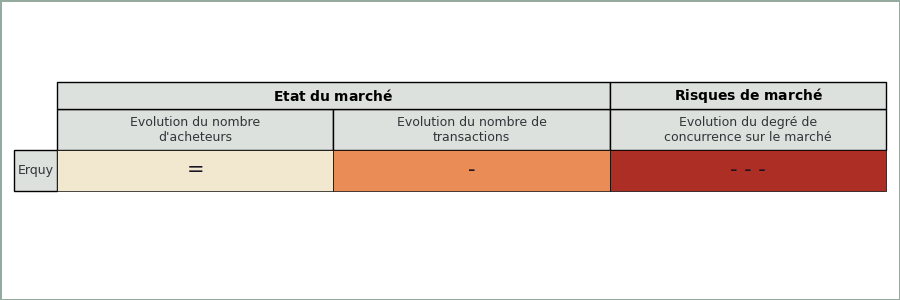 Etat du marché
Risques de marché
Evolution du nombre
d'acheteurs
Evolution du nombre de
transactions
Evolution du degré de
concurrence sur le marché
Erquy
=
-
- - -